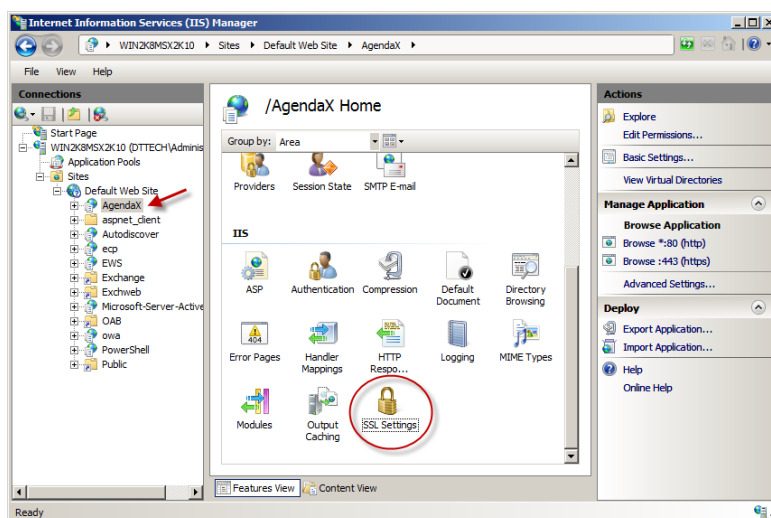 Internet Information Services (IIS) Manager
WIN2K8MSX2K10
Sites
Default Web Site
AgendaX
File View Help
Connections
Start Page
WIN2K8MSX2K10 (DTTECH\Adminis
Application Pools
Sites
Default Web Site
AgendaX
aspnet_client
Autodiscover
ecp
EWS
Exchange
Exchweb
Microsoft-Server-Active
OAB
owa
PowerShell
Public
/AgendaX Home
Group by: Area
Providers
Session State
SMTP E-mail
IIS
ASP
Authentication
Compression
Default
Document
Directory
Browsing
404
Error Pages
Handler
Mappings
HTTP
Respo...
Logging
MIME Types
Modules
Output
Caching
SSL Settings
Features View
Content View
Actions
Explore
Edit Permissions...
Basic Settings...
View Virtual Directories
Manage Application
Browse Application
Browse *:80 (http)
Browse :443 (https)
Advanced Settings...
Deploy
Export Application...
Import Application...
Help
Online Help
Ready